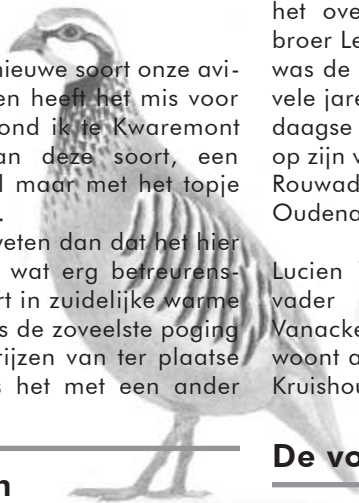 nieuwe soort onze avi-
en heeft het mis voor
ond ik te Kwaremont
an deze soort, een
maar met het topje
weten dan dat het hier
wat erg betreurens-
rt in zuidelijke warme
s de zoveelste poging
rijzen van ter plaatse
s het met een ander
n
het ove
broer Le
was de
vele jare
daagse
op zijn v
Rouwad
Oudena
Lucien
vader
Vanacke
woont a
Kruishou
De vo